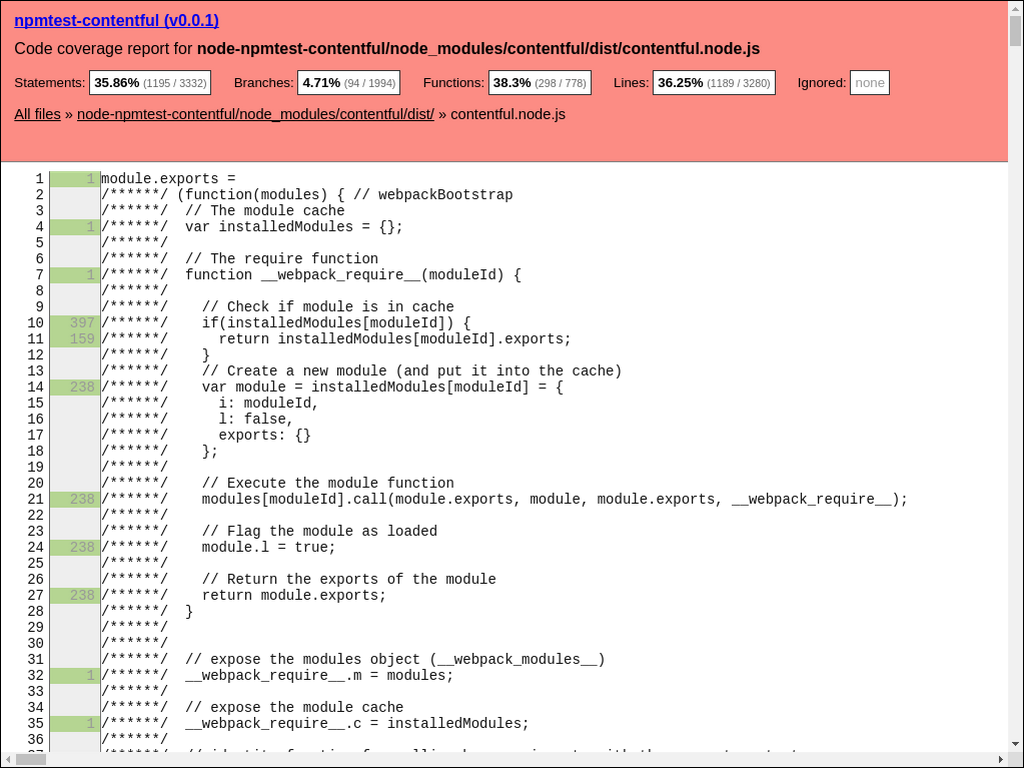 npmtest-contentful (v0.0.1)
Code coverage report for node-npmtest-contentful/node_modules/contentful/dist/contentful.node.js
Statements: 35.86% (1195 / 3332) Branches: 4.71% (94 / 1994) Functions: 38.3% (298 / 778) Lines: 36.25% (1189 / 3280) Ignored: none
All files » node-npmtest-contentful/node_modules/contentful/dist/ » contentful.node.js
1 1 module.exports =
2 /******/ (function(modules) { // webpackBootstrap
3 /******/ // The module cache
4 1 /******/ var installedModules = {};
5 /******/
6 /******/ // The require function
7 1 /******/ function __webpack_require__(moduleId) {
8 /******/
9 /******/ // Check if module is in cache
10 397 /******/ if(installedModules[moduleId]) {
11 159 /******/ return installedModules[moduleId].exports;
12 /******/ }
13 /******/ // Create a new module (and put it into the cache)
14 238 /******/ var module = installedModules[moduleId] = {
15 /******/ i: moduleId,
16 /******/ l: false,
17 /******/ exports: {}
18 /******/ };
19 /******/
20 /******/ // Execute the module function
21 238 /******/ modules[moduleId].call(module.exports, module, module.exports, __webpack_require__);
22 /******/
23 /******/ // Flag the module as loaded
24 238 /******/ module.l = true;
25 /******/
26 /******/ // Return the exports of the module
27 238 /******/ return module.exports;
28 /******/ }
29 /******/
30 /******/
31 /******/ // expose the modules object (__webpack_modules__)
32 1 /******/ __webpack_require__.m = modules;
33 /******/
34 /******/ // expose the module cache
35 1 /******/ __webpack_require__.c = installedModules;
36 /******/